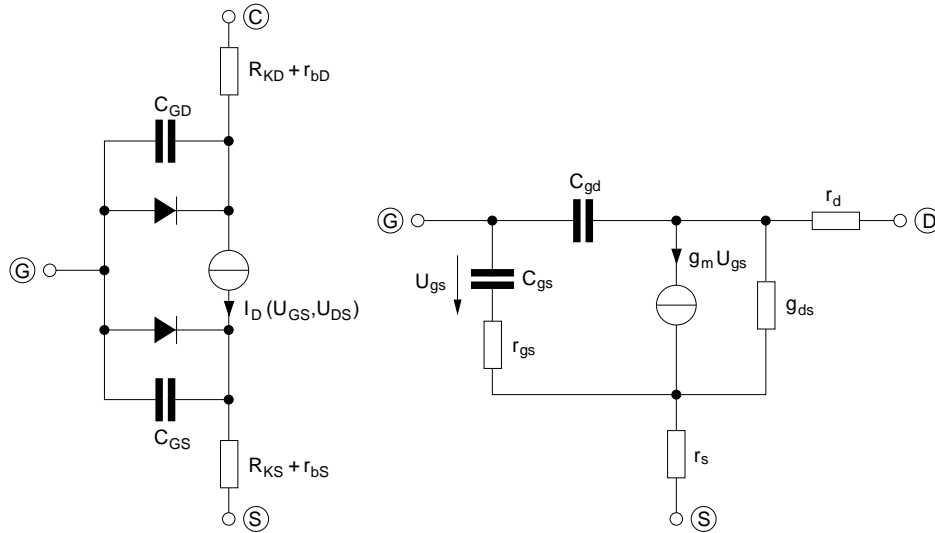 C
R_KD + r_bD
C_GD
G
I_D (U_GS, U_DS)
C_GS
R_KS + r_bS
S
C_gd
r_d
G
D
U_gs
C_gs
g_m U_gs
g_ds
r_gs
r_s
S